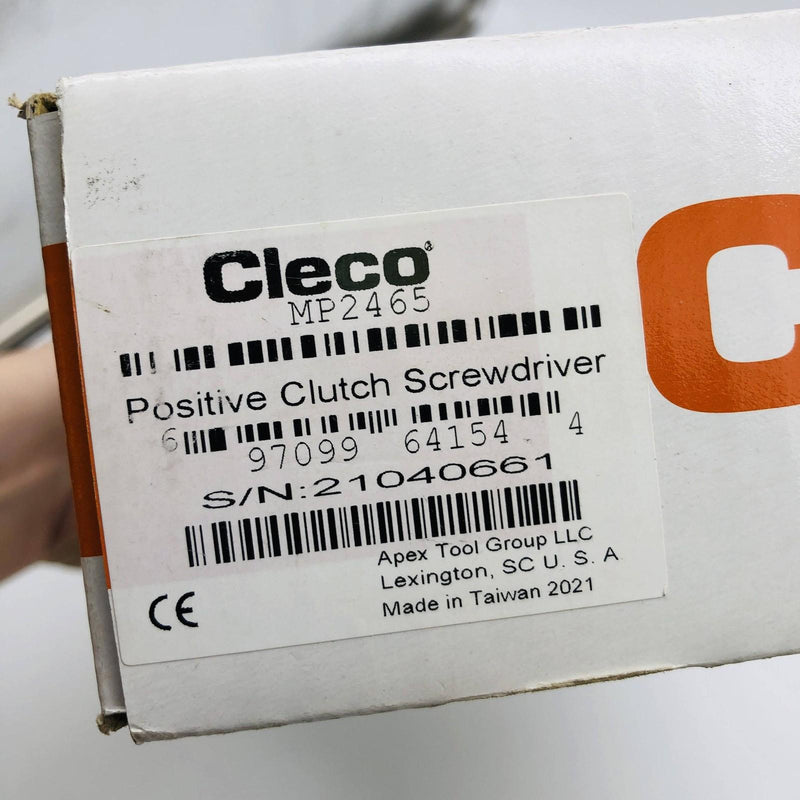 Cleco®
MP2465
Positive Clutch Screwdriver
6 97099 64154 4
S/N:21040661
Apex Tool Group LLC
Lexington, SC U. S. A
Made in Taiwan 2021
CE
C